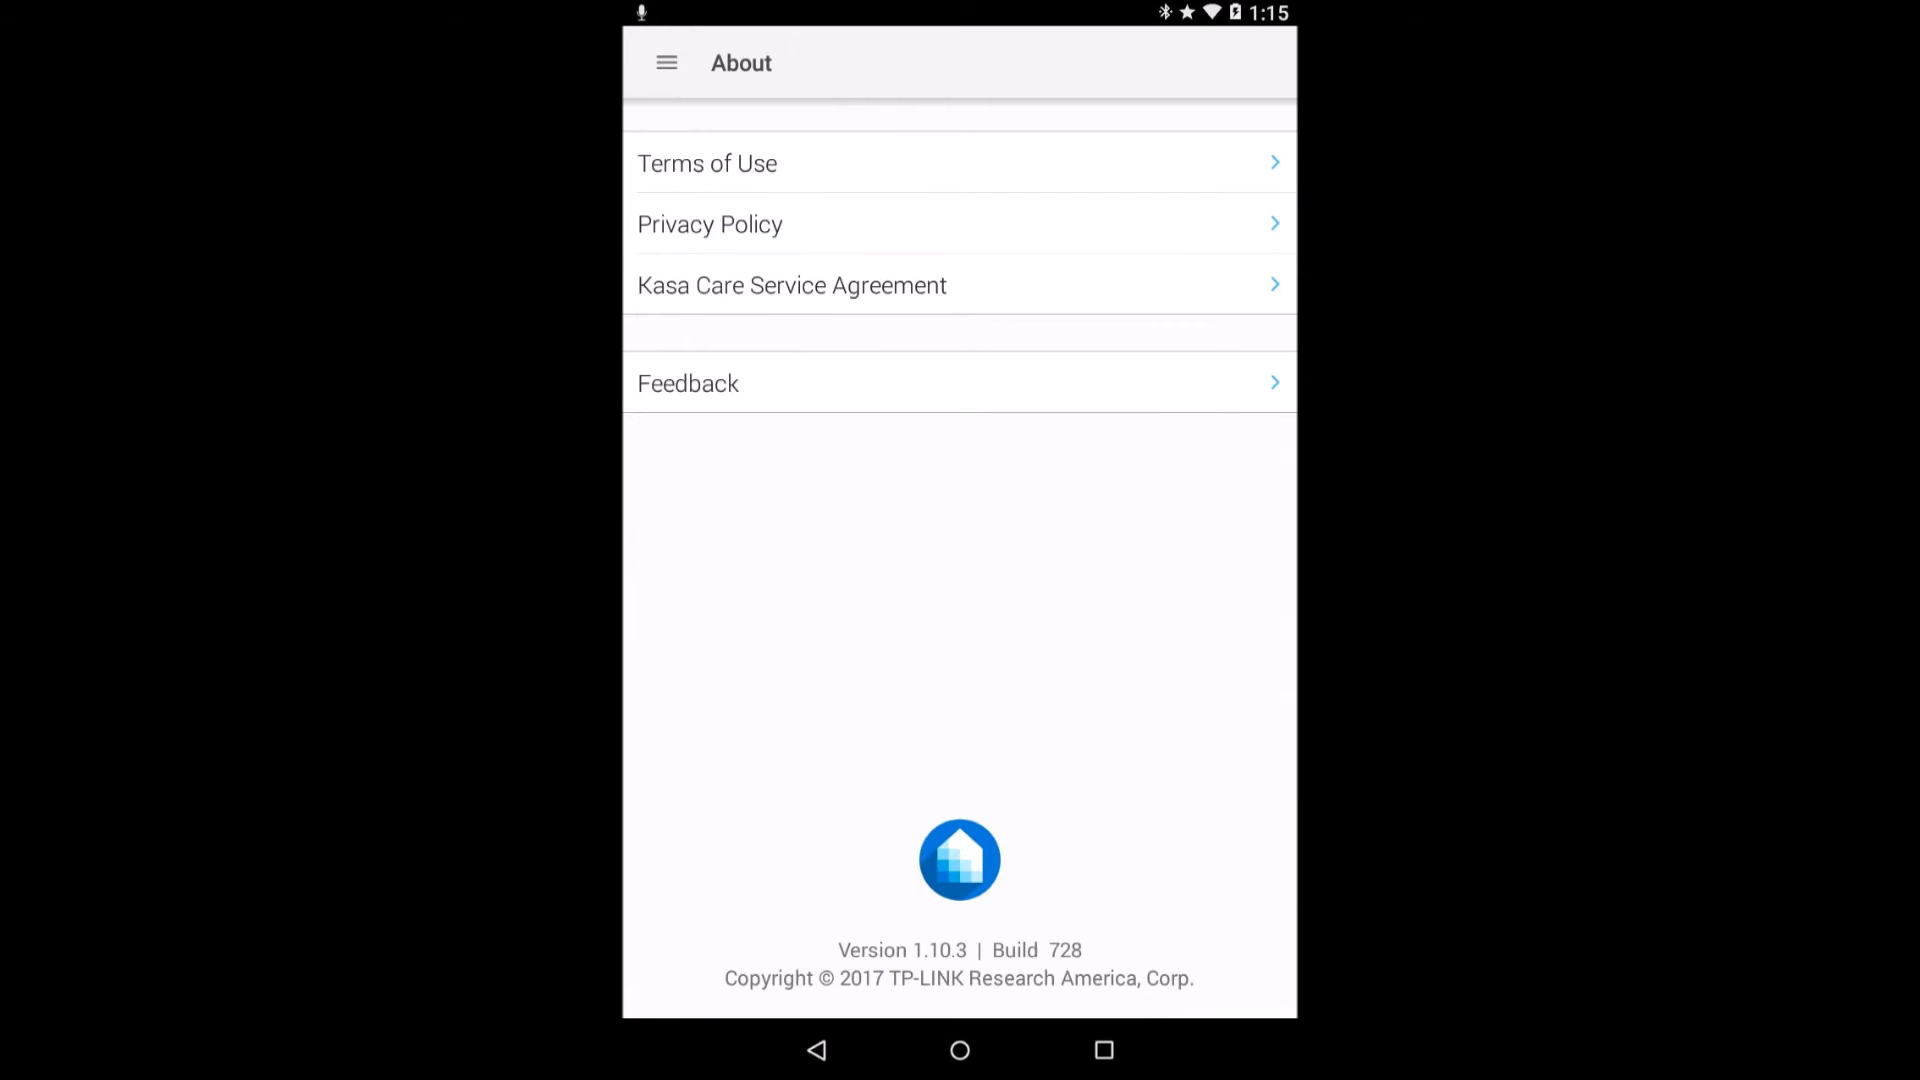 1:15
About
Terms of Use
Privacy Policy
Kasa Care Service Agreement
Feedback
Version 1.10.3 | Build 728
Copyright © 2017 TP-LINK Research America, Corp.